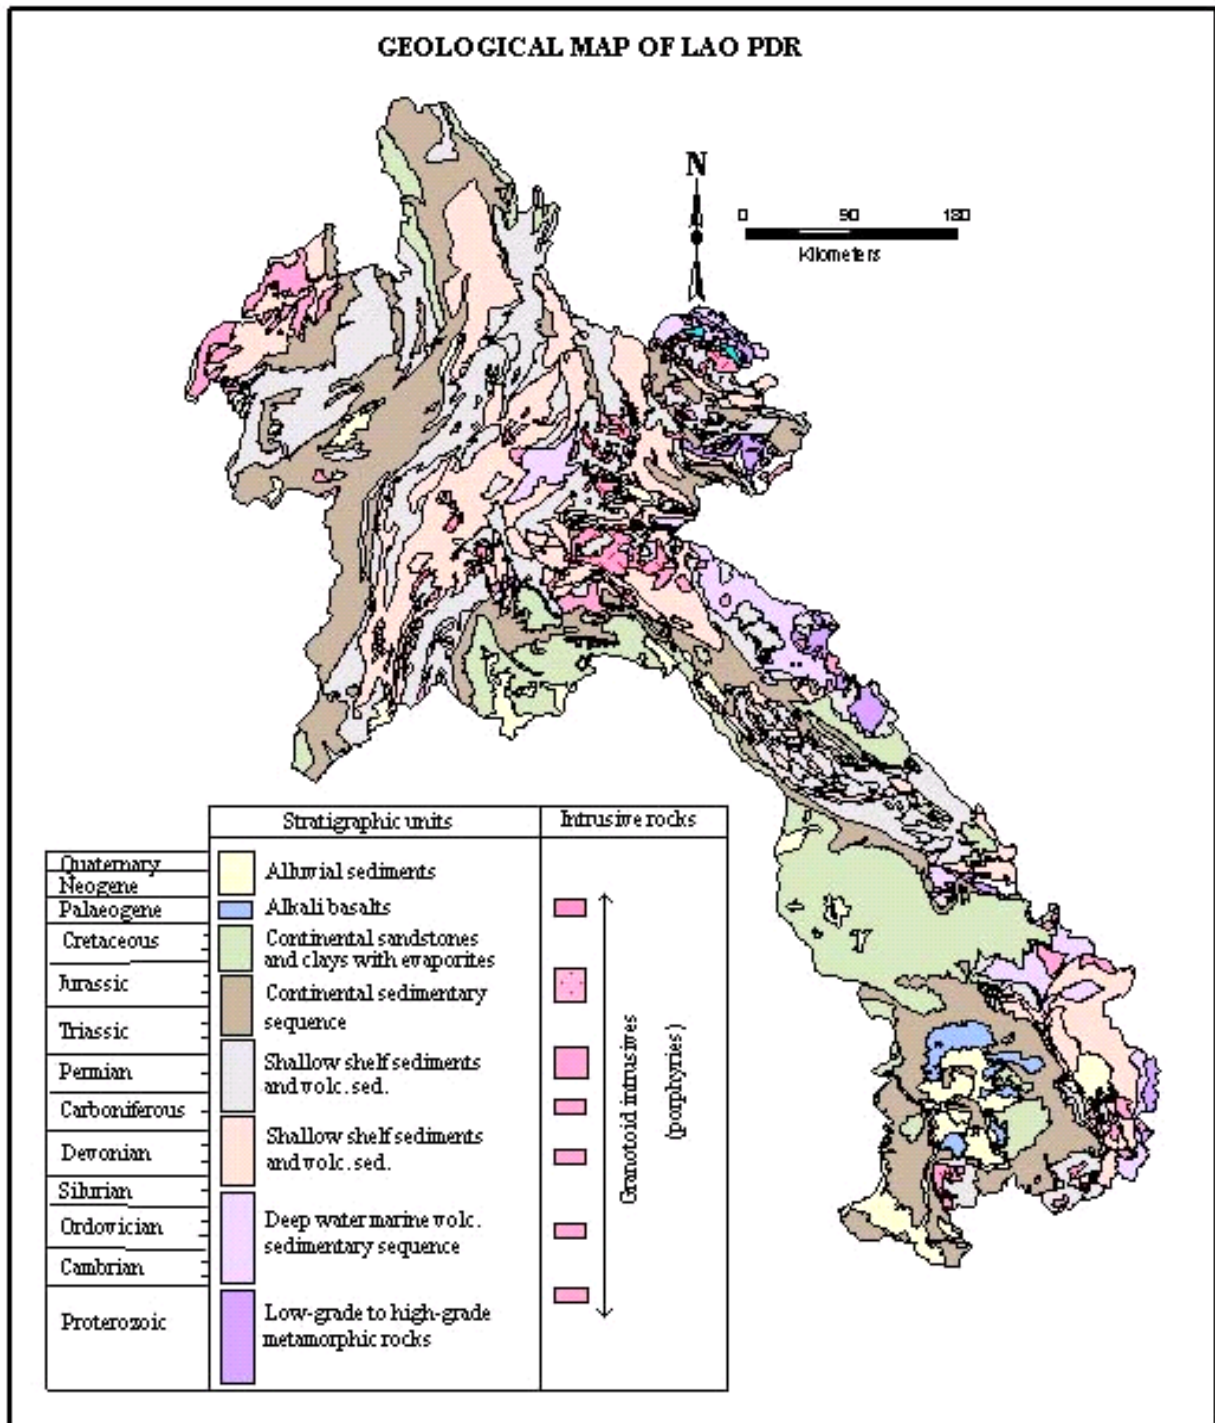 GEOLOGICAL MAP OF LAO PDR
N
0 90 180
Kilometers
Stratigraphic units
Intrusive rocks
Quaternary
Neogene
Palaeogene
Cretaceous
Jurassic
Triassic
Permian
Carboniferous
Devonian
Silurian
Ordovician
Cambrian
Proterozoic
Alluvial sediments
Alkali basalts
Continental sandstones
and clays with evaporites
Continental sedimentary
sequence
Shallow shelf sediments
and volc. sed.
Shallow shelf sediments
and volc. sed.
Deep water marine volc.
sedimentary sequence
Low-grade to high-grade
metamorphic rocks
Granotoid intrusives
(porphyries)